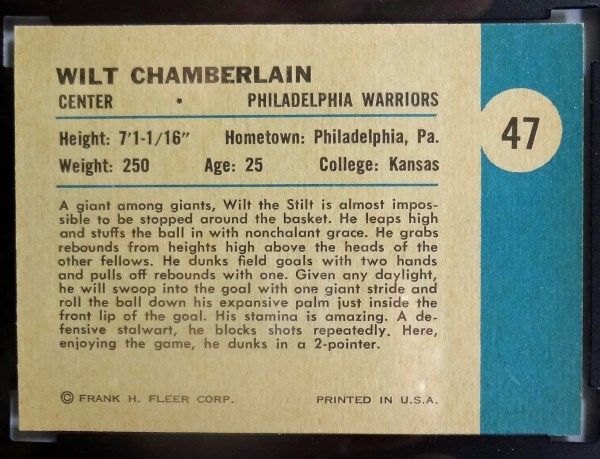 WILT CHAMBERLAIN
CENTER • PHILADELPHIA WARRIORS
47
Height: 7'1-1/16" Hometown: Philadelphia, Pa.
Weight: 250 Age: 25 College: Kansas
A giant among giants, Wilt the Stilt is almost impos-
sible to be stopped around the basket. He leaps high
and stuffs the ball in with nonchalant grace. He grabs
rebounds from heights high above the heads of the
other fellows. He dunks field goals with two hands
and pulls off rebounds with one. Given any daylight,
he will swoop into the goal with one giant stride and
roll the ball down his expansive palm just inside the
front lip of the goal. His stamina is amazing. A de-
fensive stalwart, he blocks shots repeatedly. Here,
enjoying the game, he dunks in a 2-pointer.
© FRANK H. FLEER CORP. PRINTED IN U.S.A.